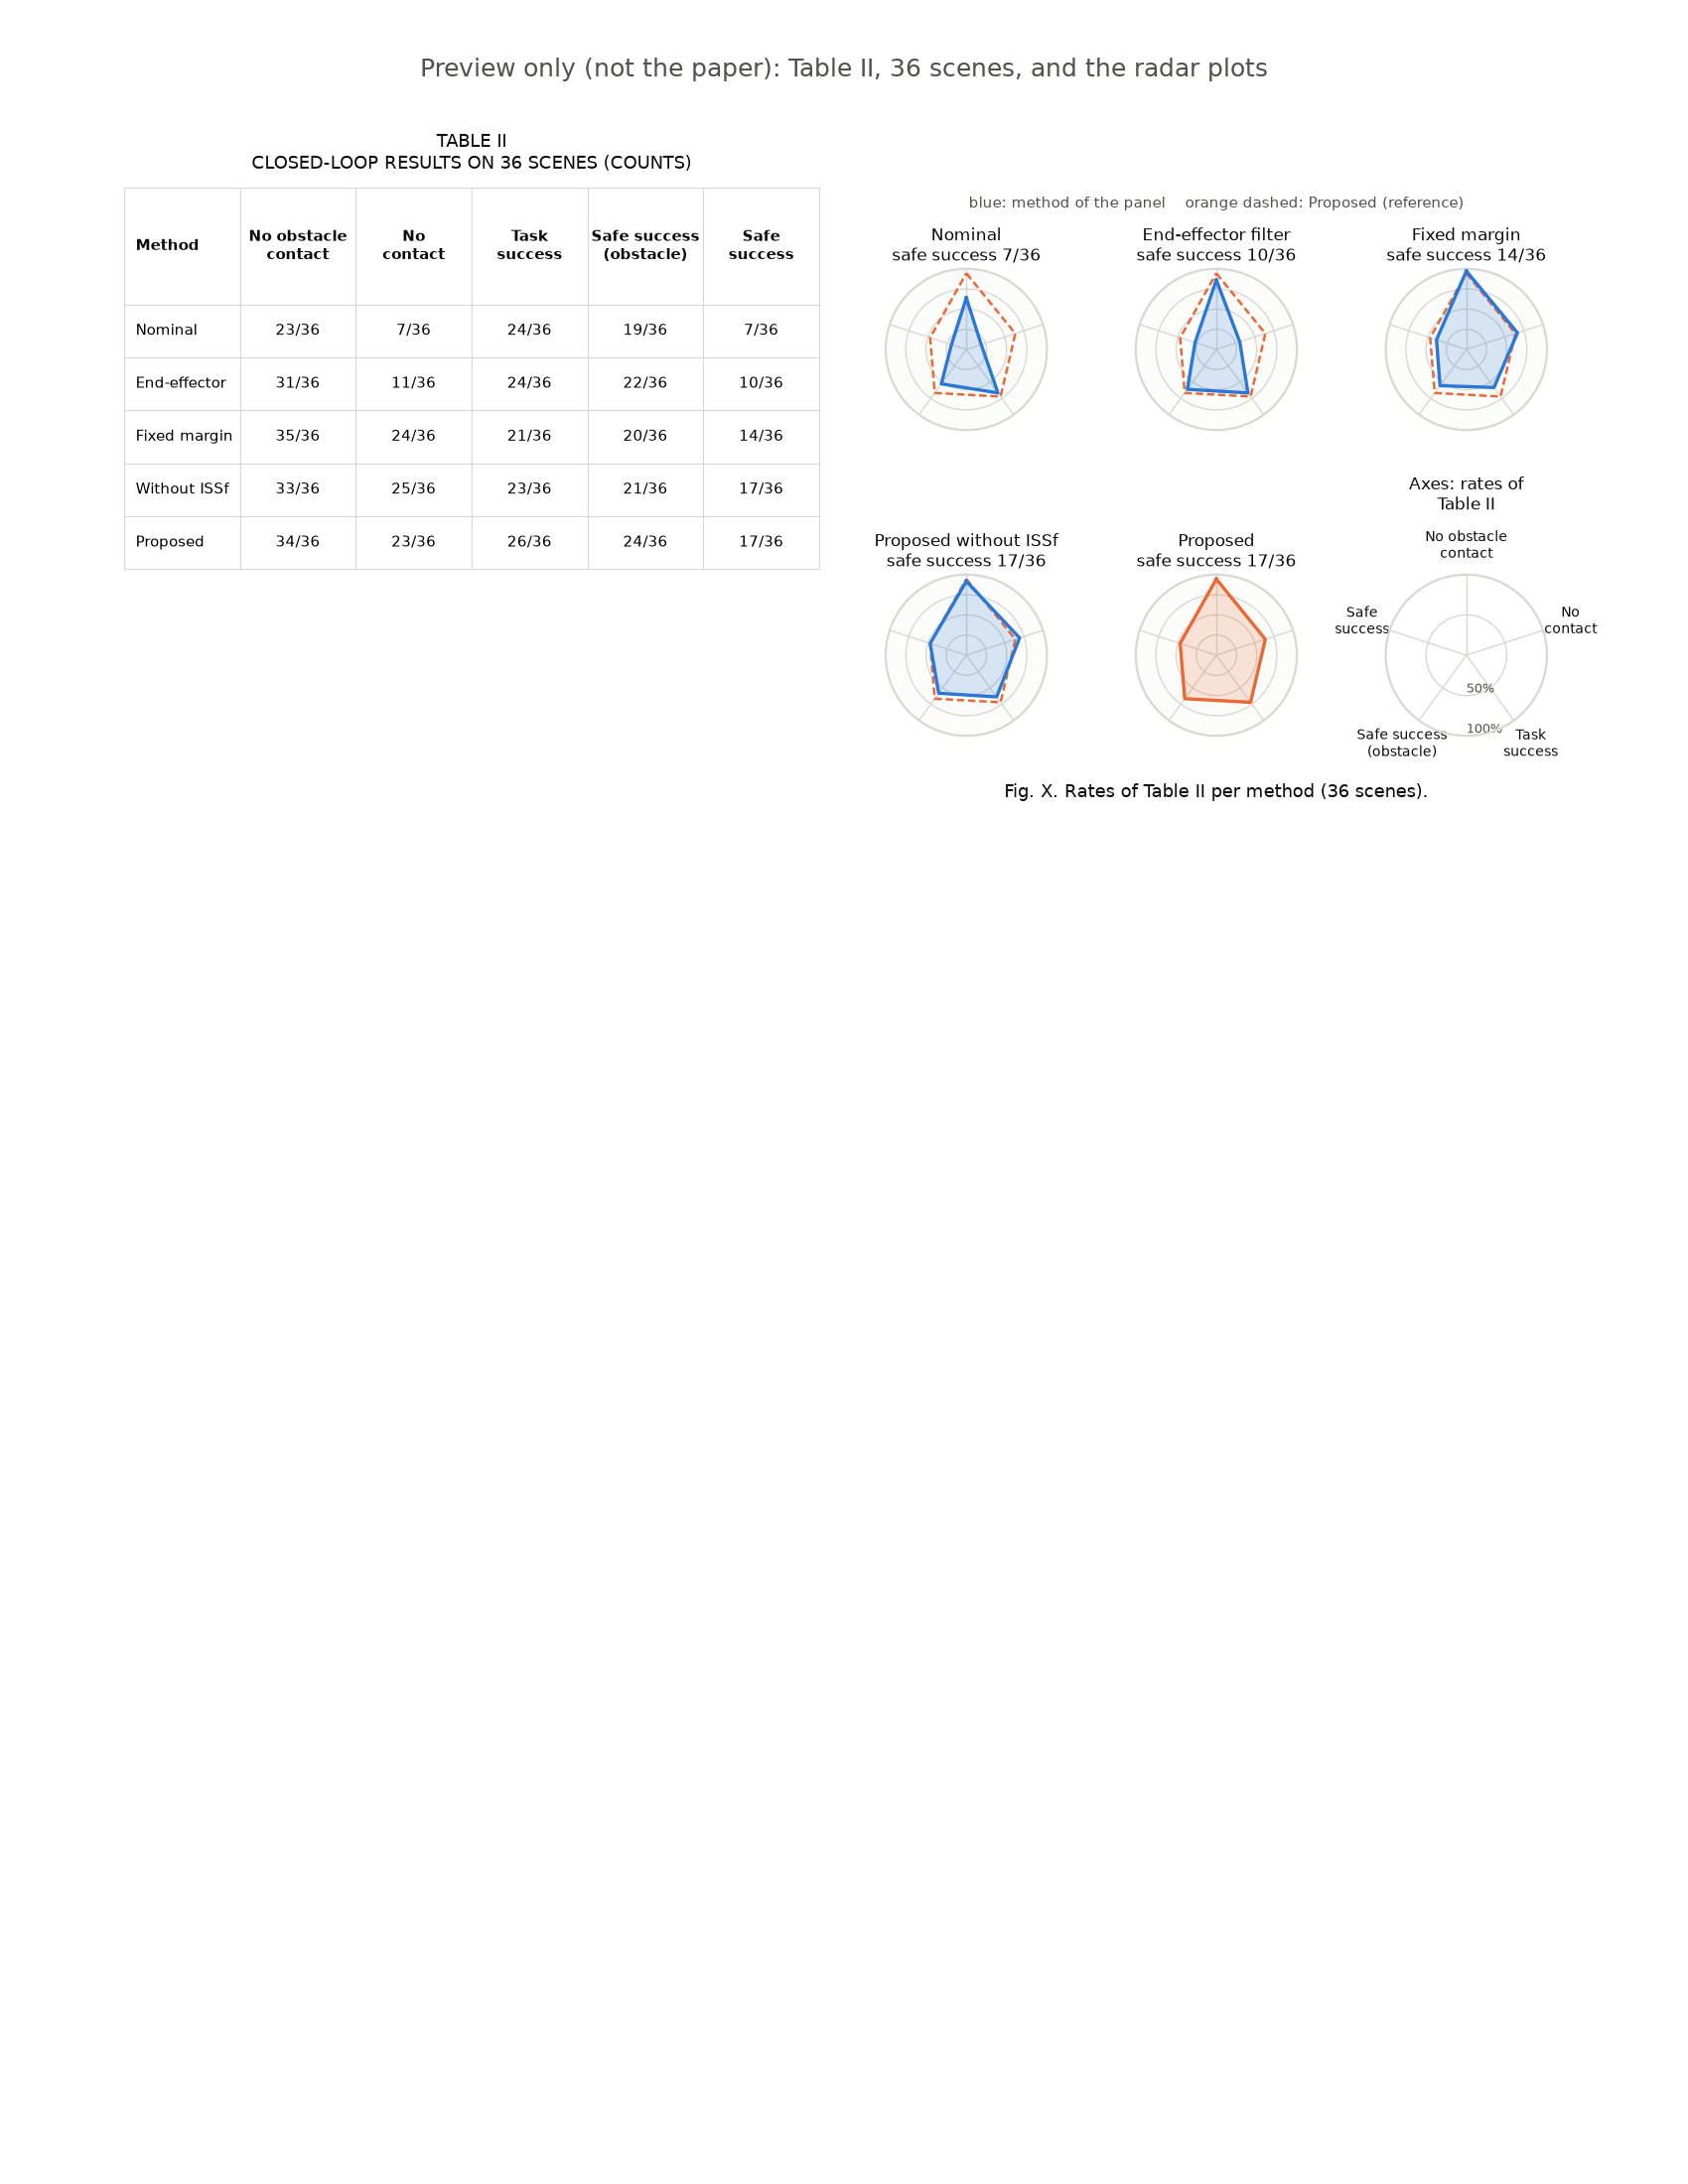 Preview only (not the paper): Table II, 36 scenes, and the radar plots
TABLE II
CLOSED-LOOP RESULTS ON 36 SCENES (COUNTS)
Method
No obstacle
contact
No
contact
Task
success
Safe success
(obstacle)
Safe
success
Nominal 23/36 7/36 24/36 19/36 7/36
End-effector 31/36 11/36 24/36 22/36 10/36
Fixed margin 35/36 24/36 21/36 20/36 14/36
Without ISSf 33/36 25/36 23/36 21/36 17/36
Proposed 34/36 23/36 26/36 24/36 17/36
blue: method of the panel orange dashed: Proposed (reference)
Nominal
safe success 7/36
End-effector filter
safe success 10/36
Fixed margin
safe success 14/36
Proposed without ISSf
safe success 17/36
Proposed
safe success 17/36
Axes: rates of
Table II
No obstacle
contact
Safe
success
No
contact
50%
100%
Safe success
(obstacle)
Task
success
Fig. X. Rates of Table II per method (36 scenes).